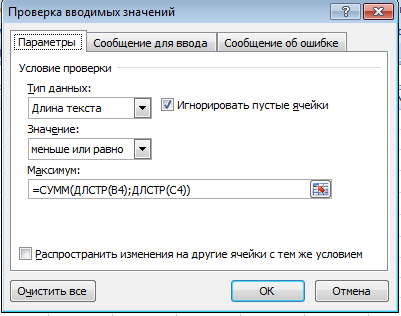 Проверка вводимых значений
Параметры Сообщение для ввода Сообщение об ошибке
Условие проверки
Тип данных:
Длина текста Игнорировать пустые ячейки
Значение:
меньше или равно
Максимум:
=СУММ(ДЛСТР(B4);ДЛСТР(C4))
Распространить изменения на другие ячейки с тем же условием
Очистить все ОК Отмена